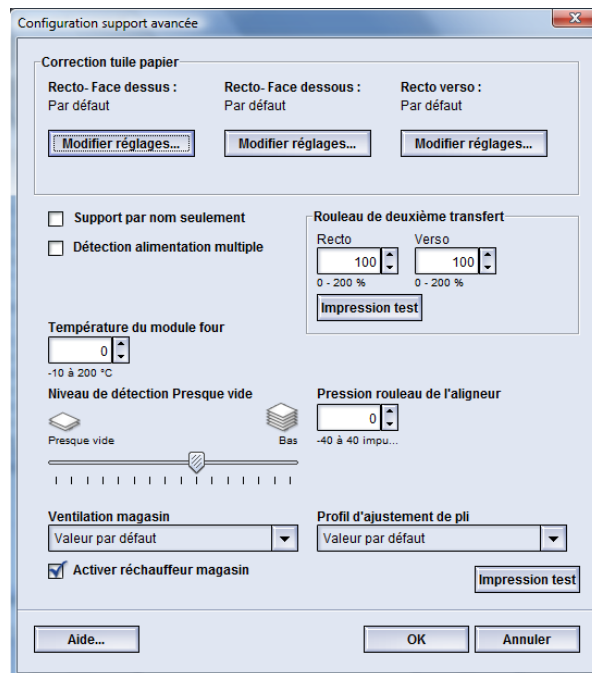 Configuration support avancée
Correction tuile papier
Recto- Face dessus :
Par défaut
Modifier réglages...
Recto- Face dessous :
Par défaut
Modifier réglages...
Recto verso :
Par défaut
Modifier réglages...
Support par nom seulement
Détection alimentation multiple
Rouleau de deuxième transfert
Recto
100
0 - 200 %
Verso
100
0 - 200 %
Impression test
Température du module four
0
-10 à 200 °C
Niveau de détection Presque vide
Presque vide
Bas
Pression rouleau de l'aligneur
0
-40 à 40 impu...
Ventilation magasin
Valeur par défaut
Profil d'ajustement de pli
Valeur par défaut
Activer réchauffeur magasin
Impression test
Aide...
OK
Annuler